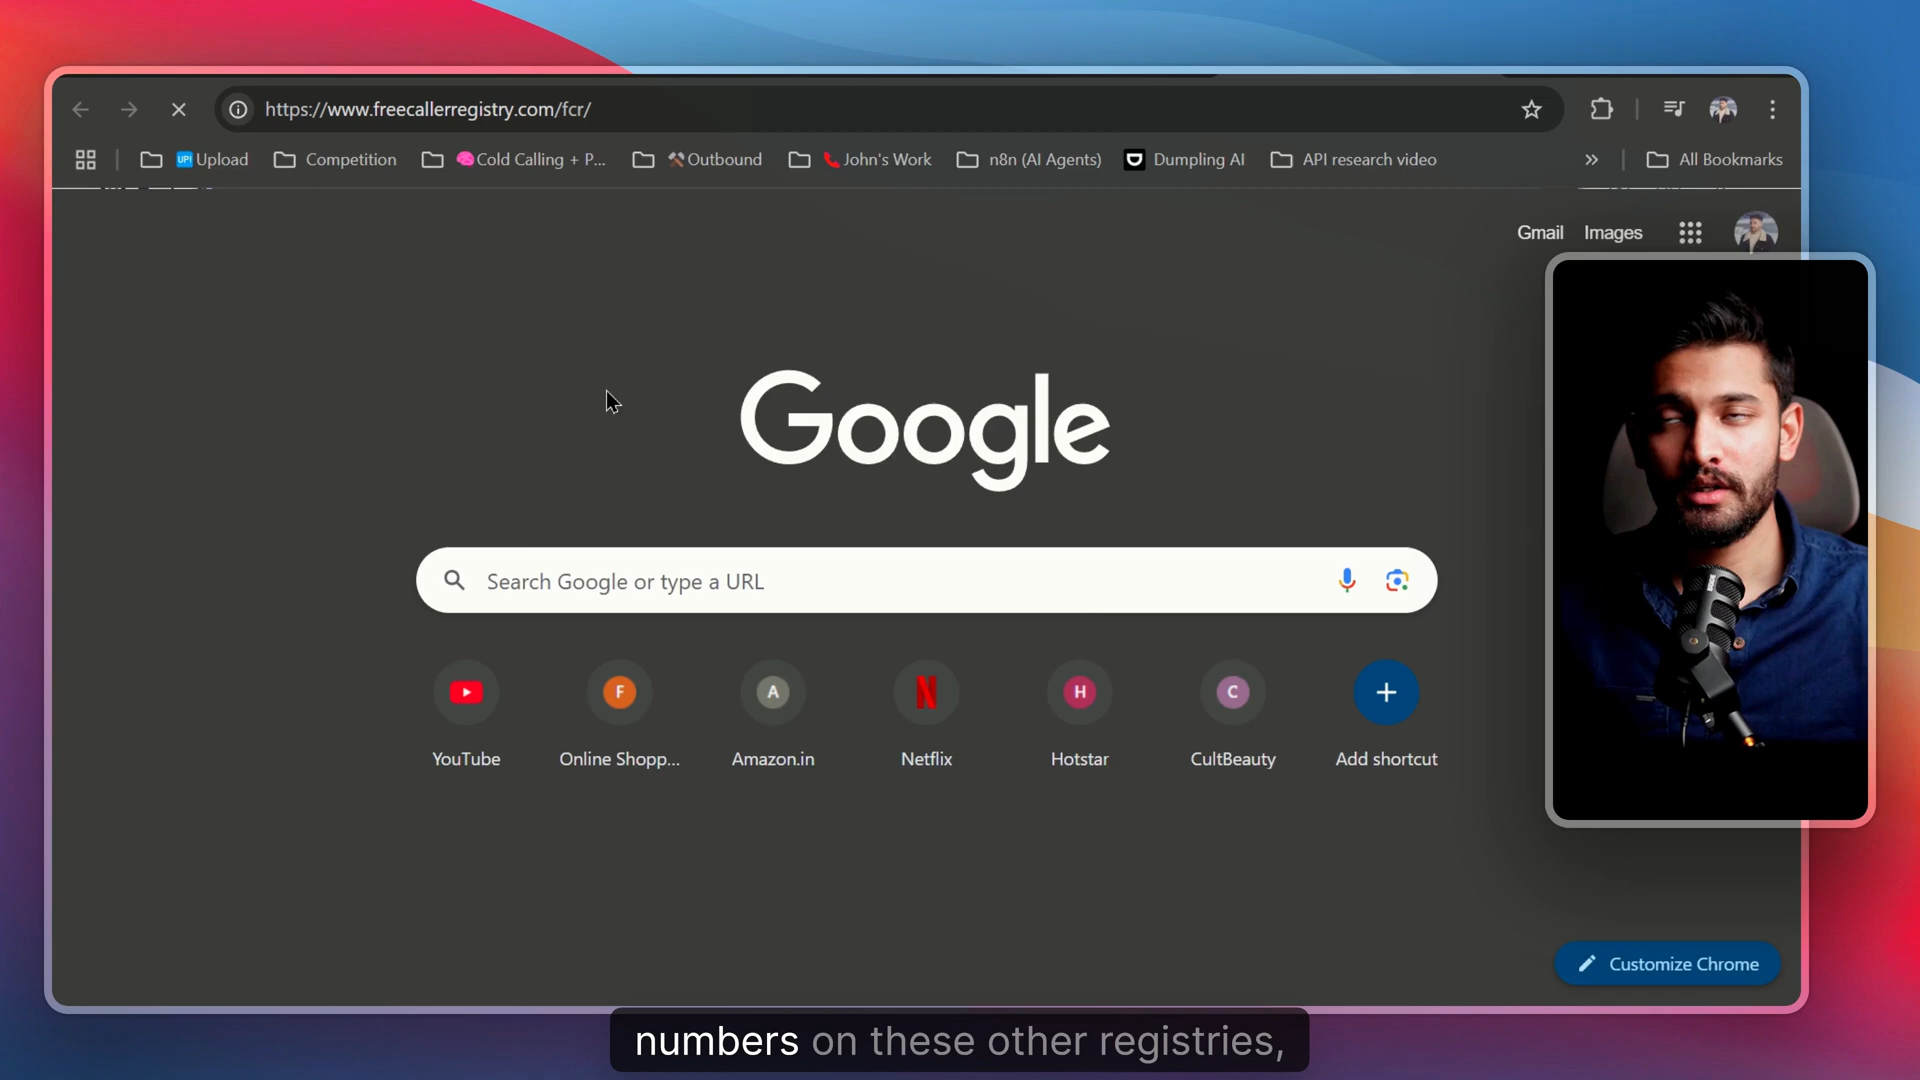 https://www.freecallerregistry.com/fcr/
UP! Upload
Competition
Cold Calling + P...
Outbound
John's Work
n8n (AI Agents)
Dumpling AI
API research video
All Bookmarks
Gmail
Images
Google
Search Google or type a URL
F
A
N
H
C
YouTube
Online Shopp...
Amazon.in
Netflix
Hotstar
CultBeauty
Add shortcut
Customize Chrome
numbers on these other registries,